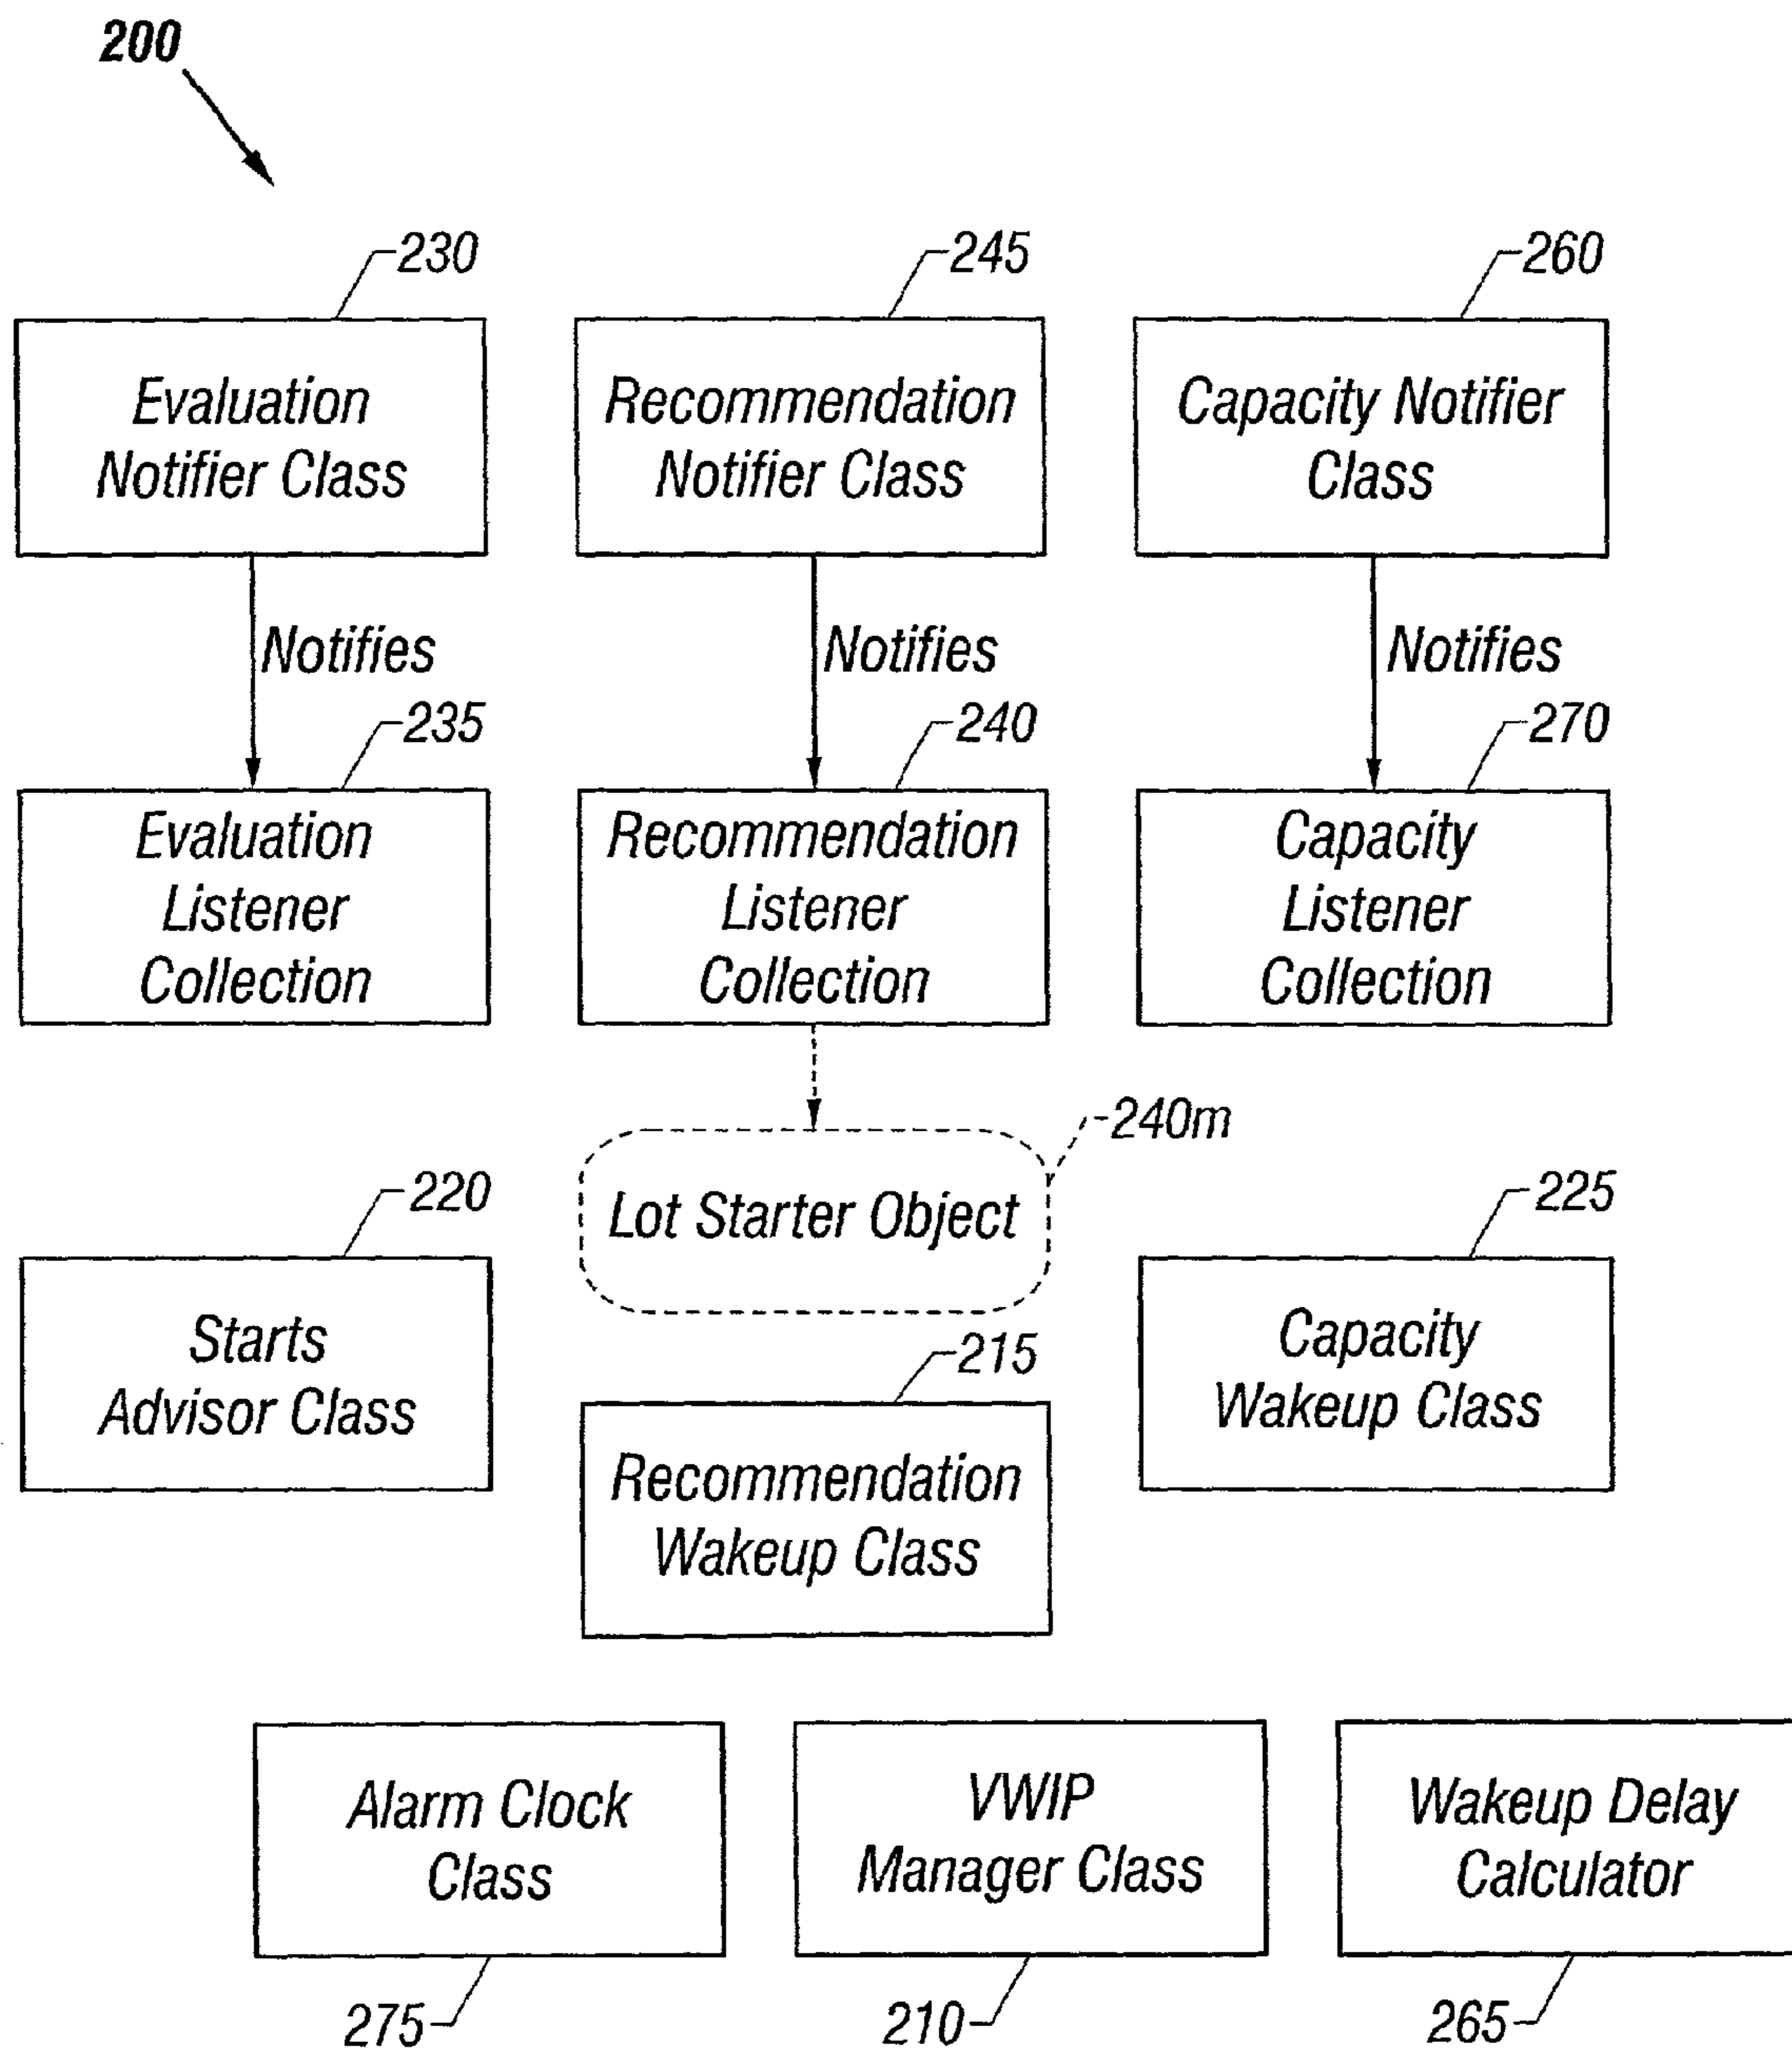 200
230
245
260
Evaluation
Notifier Class
Recommendation
Notifier Class
Capacity Notifier
Class
Notifies
Notifies
Notifies
235
240
270
Evaluation
Listener
Collection
Recommendation
Listener
Collection
Capacity
Listener
Collection
240m
Lot Starter Object
220
225
Starts
Advisor Class
Capacity
Wakeup Class
215
Recommendation
Wakeup Class
Alarm Clock
Class
VWIP
Manager Class
Wakeup Delay
Calculator
275
210
265